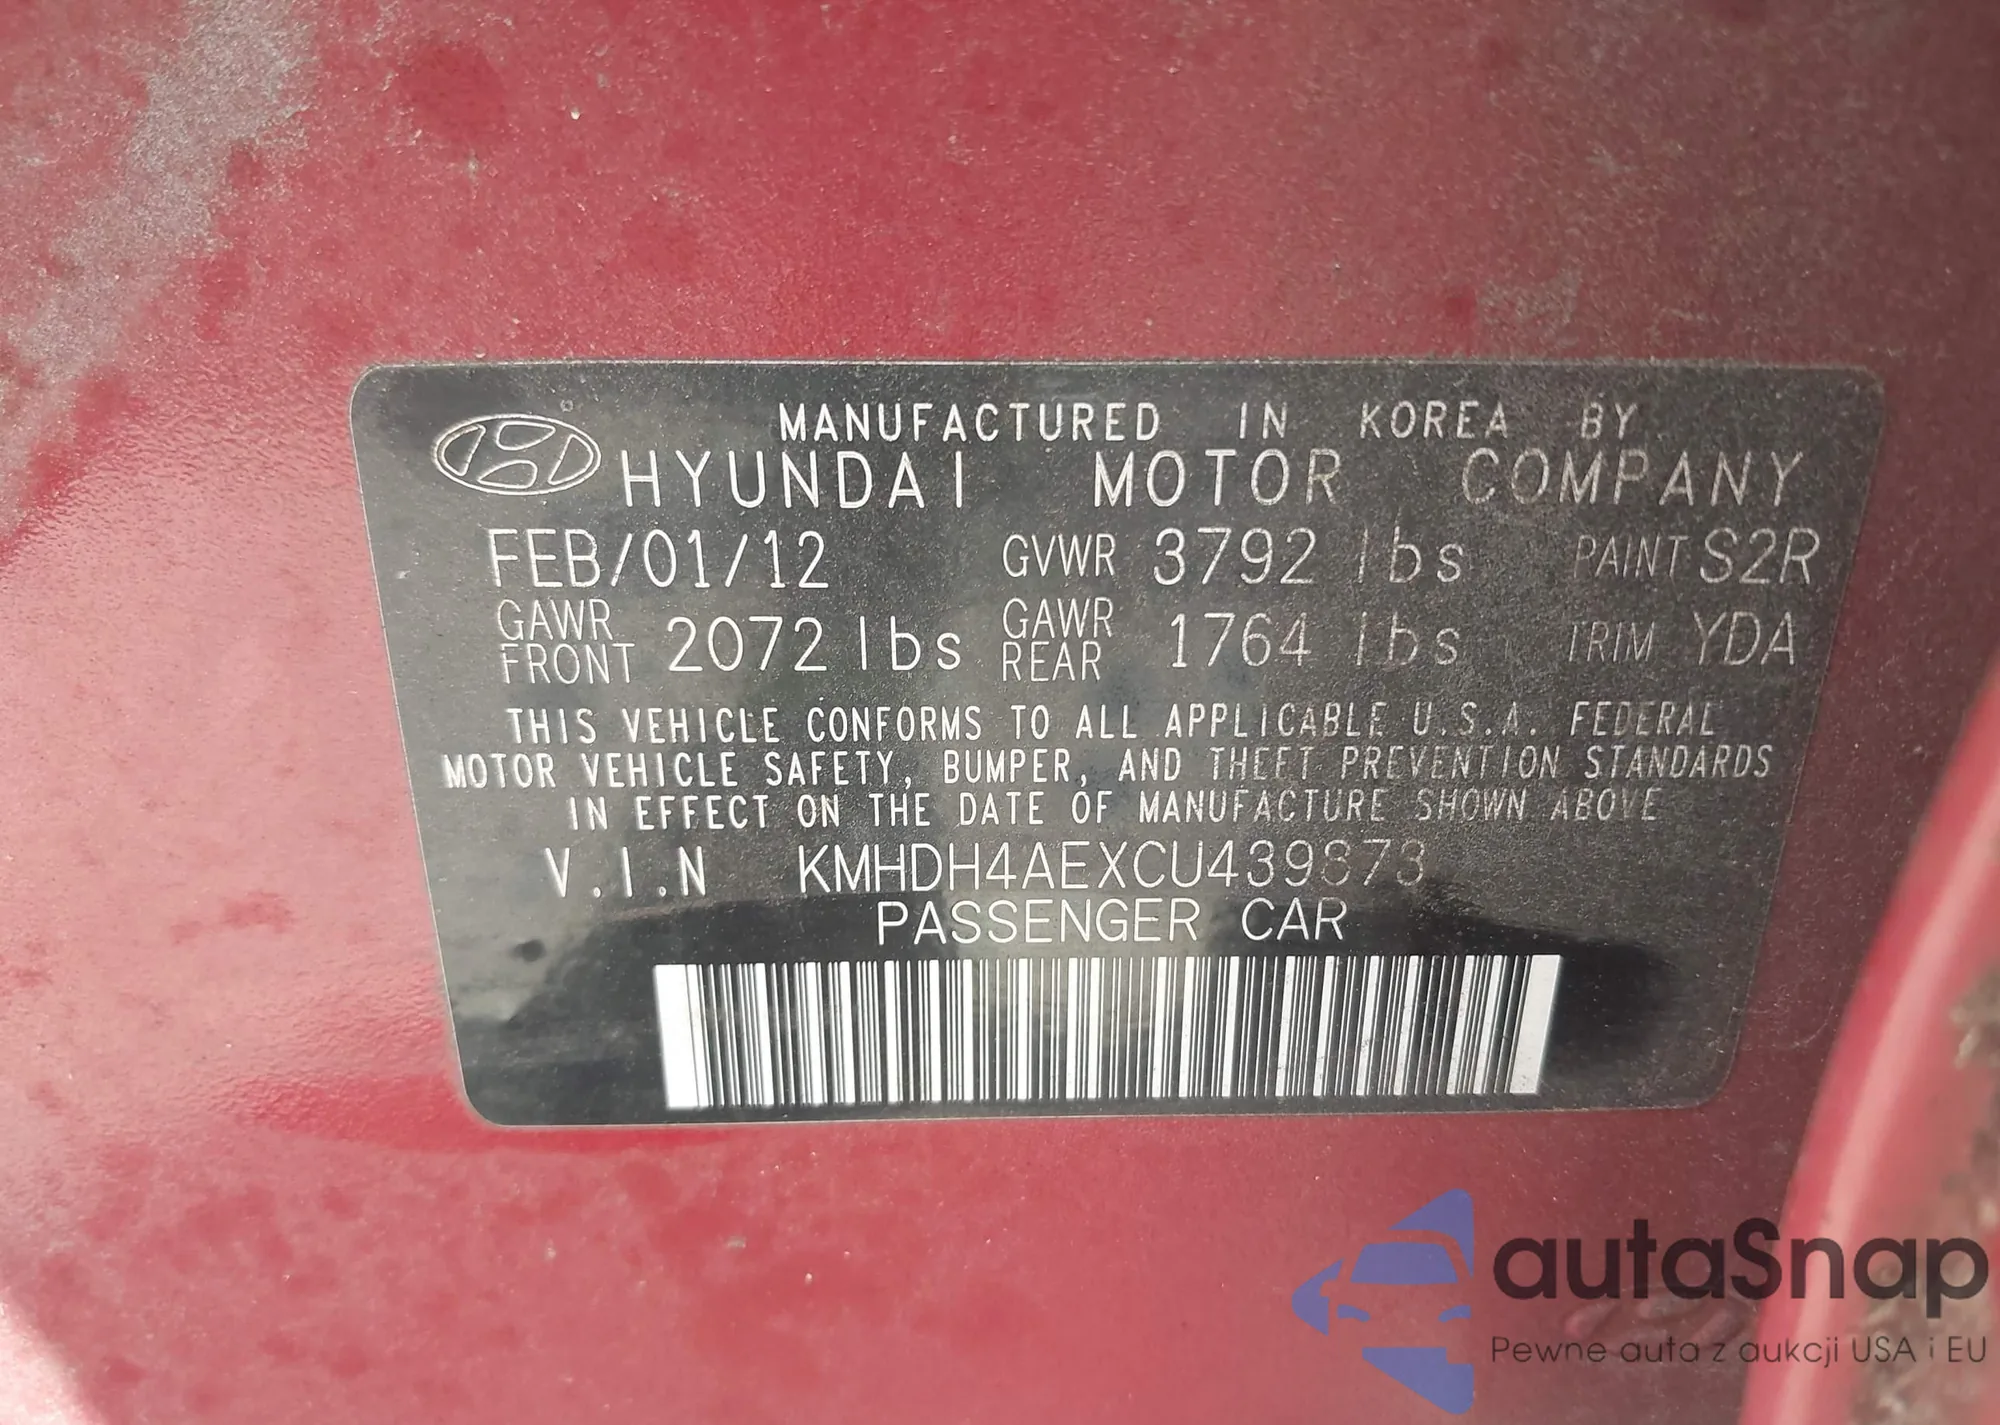 MANUFACTURED IN KOREA BY
HYUNDAI MOTOR COMPANY
FEB/01/12 GVWR 3792 lbs PAINT S2R
GAWR FRONT 2072 lbs GAWR REAR 1764 lbs TRIM YDA
THIS VEHICLE CONFORMS TO ALL APPLICABLE U.S.A. FEDERAL
MOTOR VEHICLE SAFETY, BUMPER, AND THEFT PREVENTION STANDARDS
IN EFFECT ON THE DATE OF MANUFACTURE SHOWN ABOVE
V.I.N KMHDH4AEXCU439873
PASSENGER CAR
autaSnap
Pewne auta z aukcji USA i EU